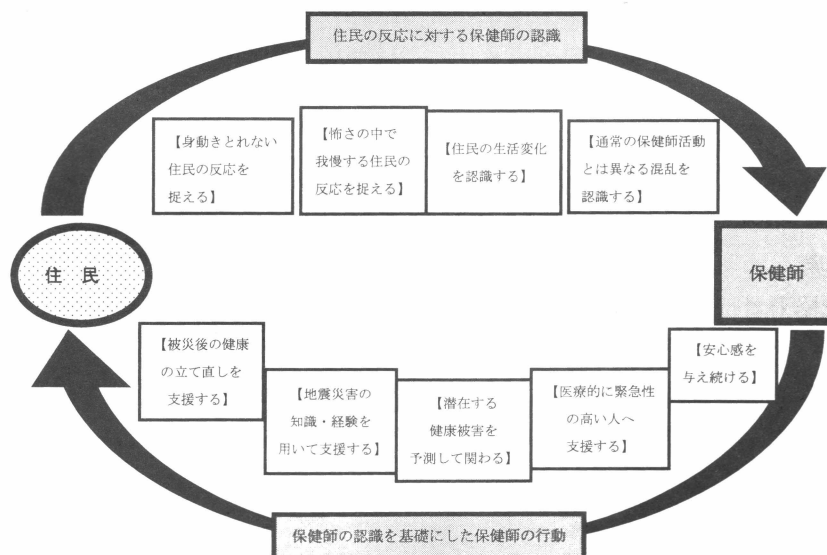 住民の反応に対する保健師の認識
【身動きとれない
住民の反応を
捉える】
【怖さの中で
我慢する住民の
反応を捉える】
【住民の生活変化
を認識する】
【通常の保健師活動
とは異なる混乱を
認識する】
住 民
保健師
【被災後の健康
の立て直しを
支援する】
【地震災害の
知識・経験を
用いて支援する】
【潜在する
健康被害を
予測して関わる】
【医療的に緊急性
の高い人へ
支援する】
【安心感を
与え続ける】
保健師の認識を基礎にした保健師の行動